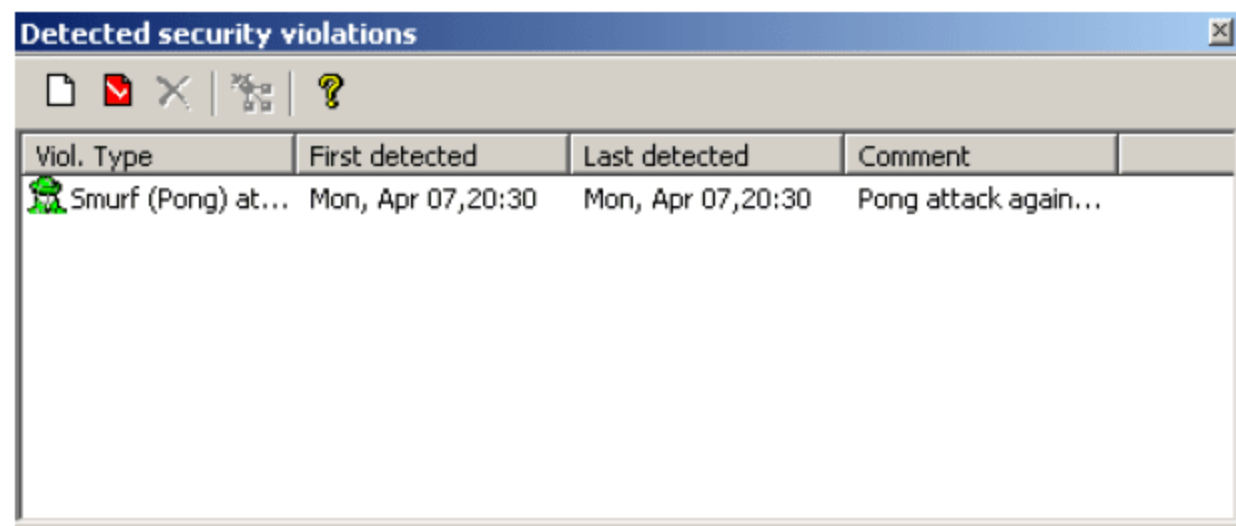 Detected security violations
Viol. Type First detected Last detected Comment
Smurf (Pong) at... Mon, Apr 07,20:30 Mon, Apr 07,20:30 Pong attack again...